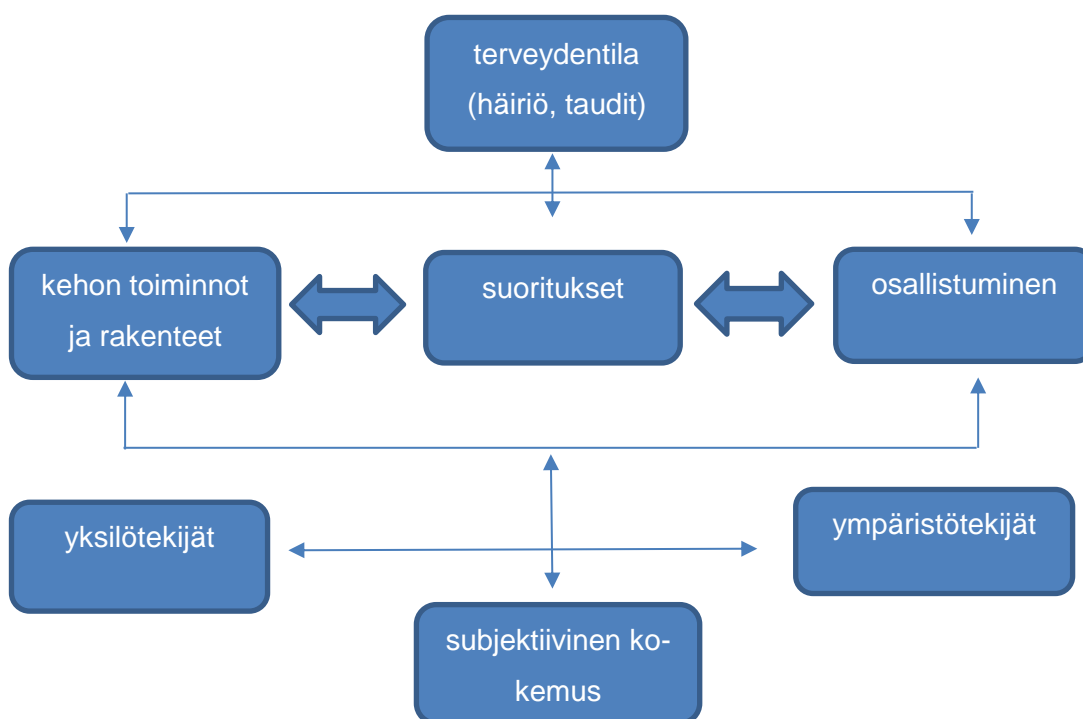 terveydentila
(häiriö, taudit)
kehon toiminnot
ja rakenteet
suoritukset
osallistuminen
yksilötekijät
ympäristötekijät
subjektiivinen ko-
kemus